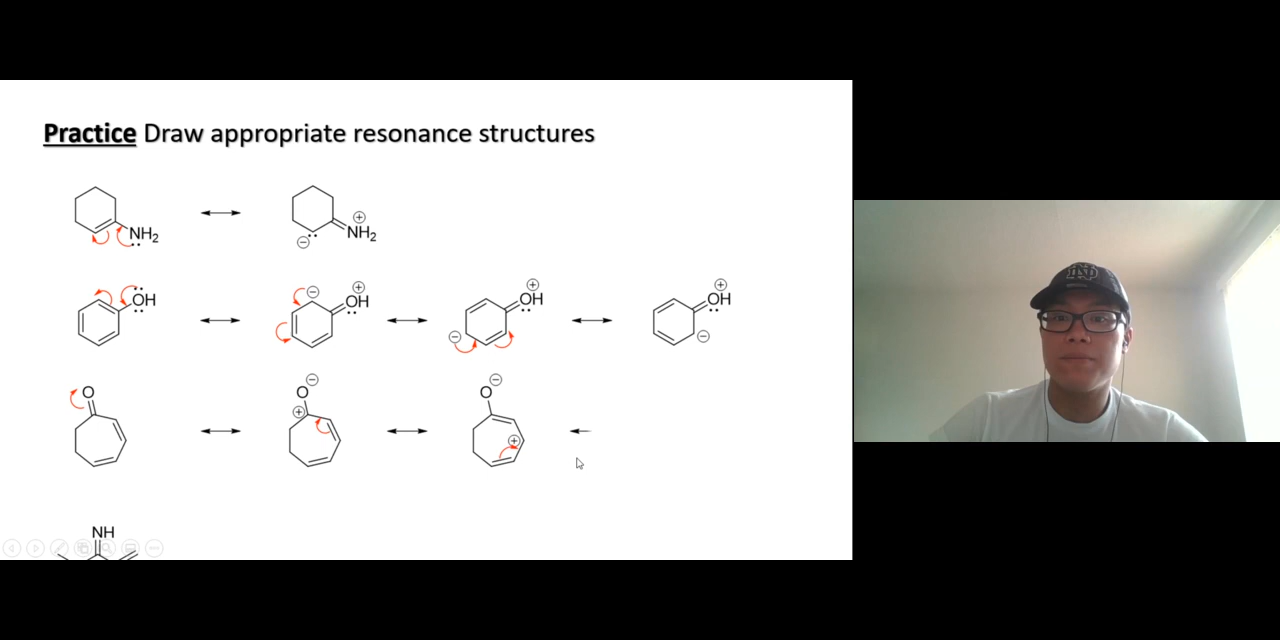 Practice Draw appropriate resonance structures
NH2
⊕
NH2
⊖
OH
⊖
⊕
OH
⊕
OH
⊖
⊕
OH
⊖
O
⊖
O
⊕
⊖
O
⊕
NH